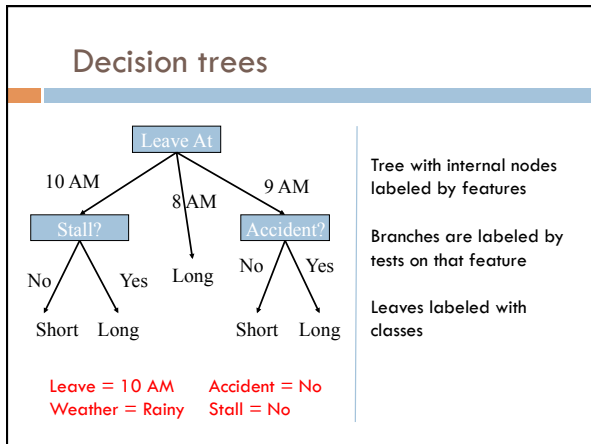 Decision trees
Leave At
10 AM
8 AM
9 AM
Stall?
Accident?
No
Yes
Long
No
Yes
Short
Long
Short
Long
Leave = 10 AM
Accident = No
Weather = Rainy
Stall = No
Tree with internal nodes
labeled by features
Branches are labeled by
tests on that feature
Leaves labeled with
classes